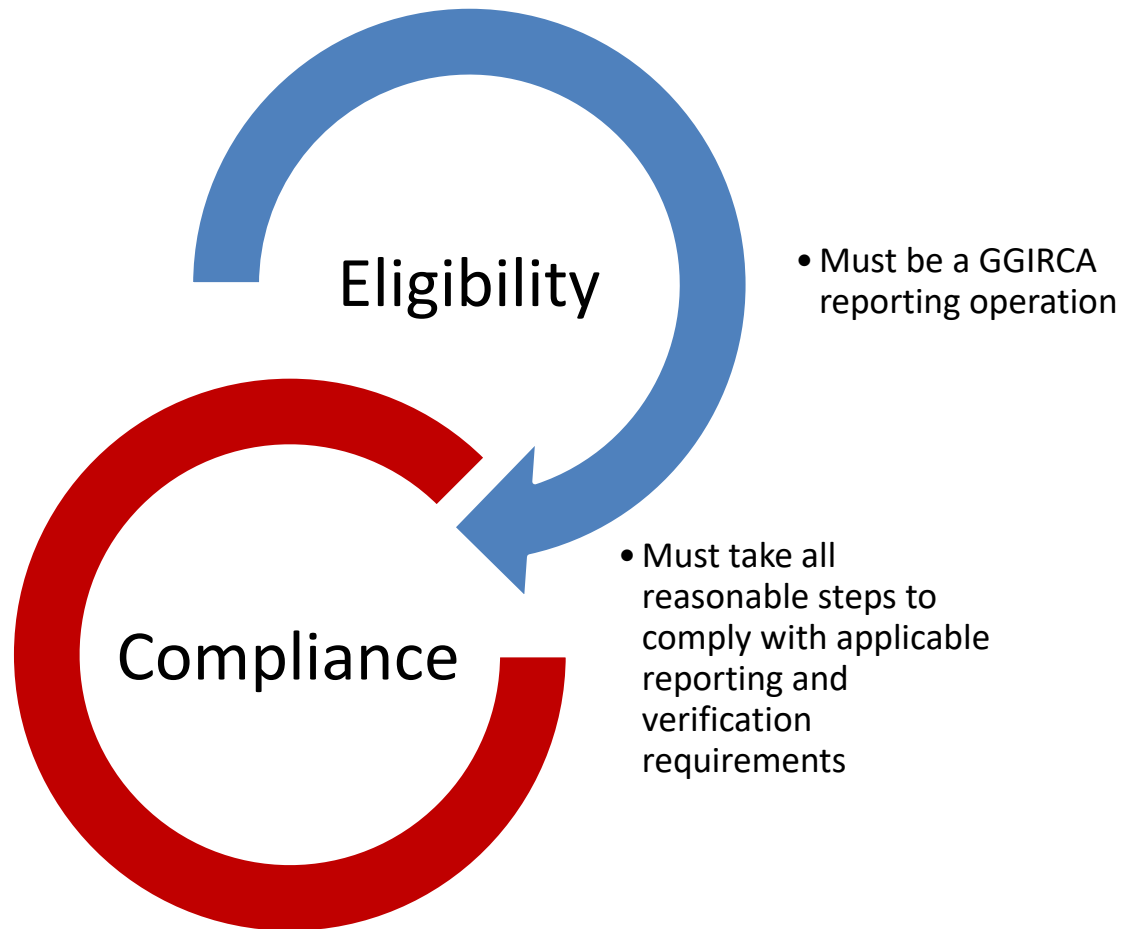 Eligibility
• Must be a GGIRCA
reporting operation
Compliance
• Must take all
reasonable steps to
comply with applicable
reporting and
verification
requirements